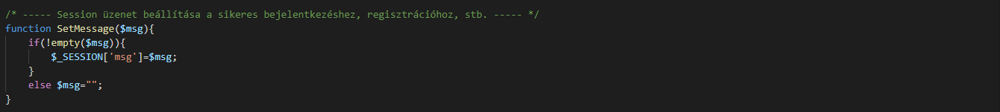 /* ----- Session üzenet beállítása a sikeres bejelentkezéshez, regisztrációhoz, stb. ----- */
function SetMessage($msg){
    if(!empty($msg)){
        $_SESSION['msg']=$msg;
    }
    else $msg="";
}